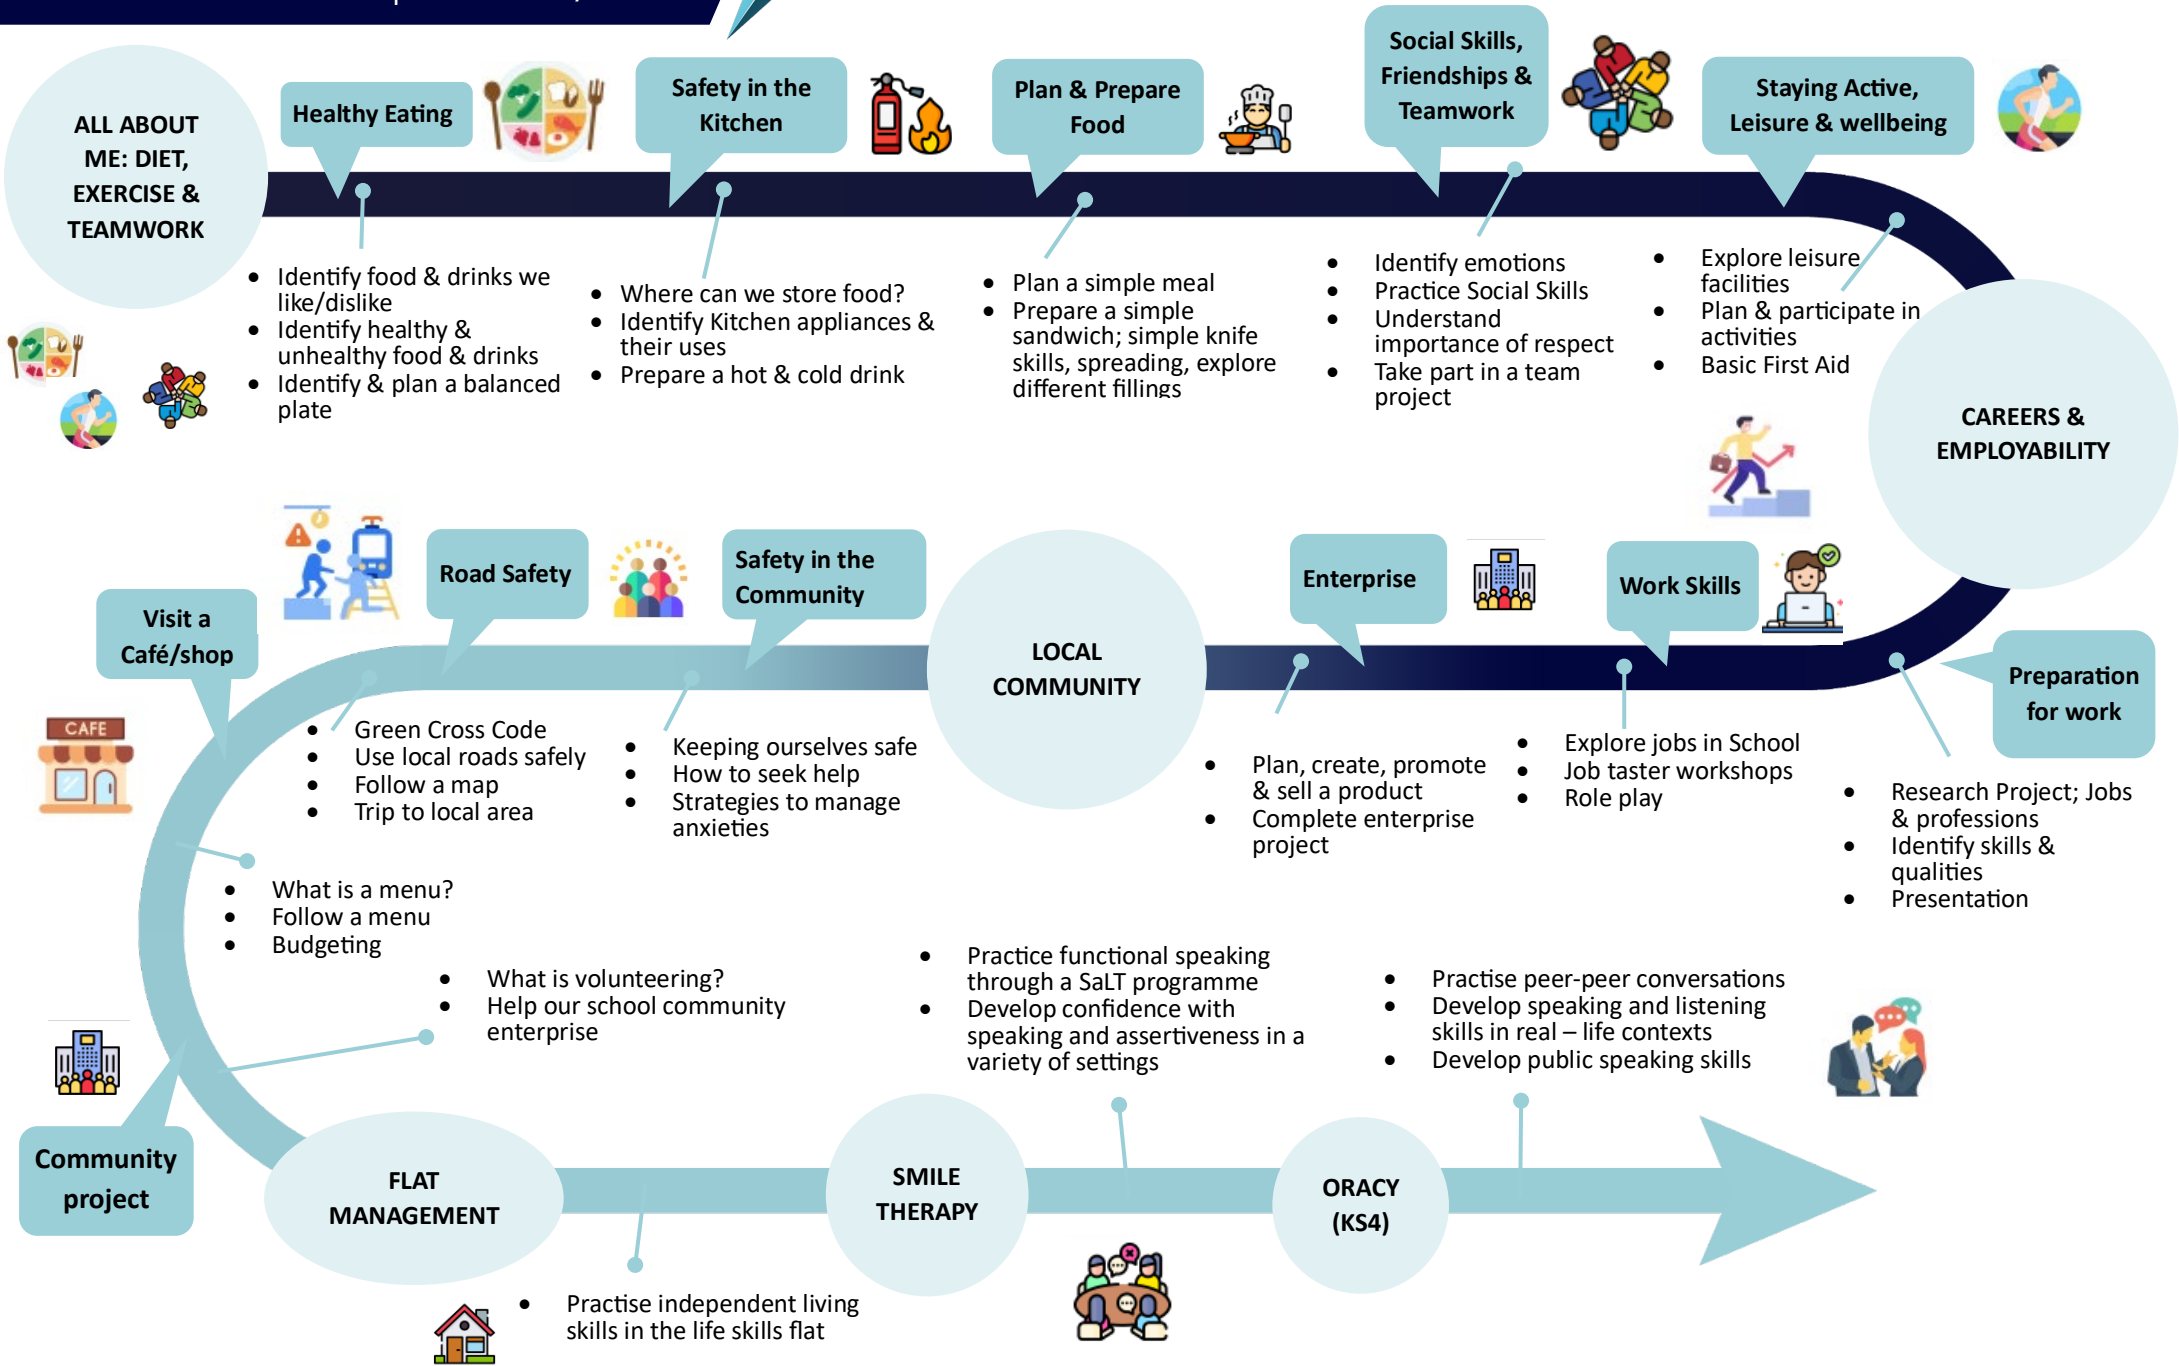 ALL ABOUT
ME: DIET,
EXERCISE &
TEAMWORK
Healthy Eating
• Identify food & drinks we
like/dislike
• Identify healthy &
unhealthy food & drinks
• Identify & plan a balanced
plate
Safety in the
Kitchen
• Where can we store food?
• Identify Kitchen appliances &
their uses
• Prepare a hot & cold drink
Plan & Prepare
Food
• Plan a simple meal
• Prepare a simple
sandwich; simple knife
skills, spreading, explore
different fillings
Social Skills,
Friendships &
Teamwork
• Identify emotions
• Practice Social Skills
• Understand
importance of respect
• Take part in a team
project
Staying Active,
Leisure & wellbeing
• Explore leisure
facilities
• Plan & participate in
activities
• Basic First Aid
CAREERS &
EMPLOYABILITY
Preparation
for work
• Research Project; Jobs
& professions
• Identify skills &
qualities
• Presentation
Work Skills
• Explore jobs in School
• Job taster workshops
• Role play
Enterprise
• Plan, create, promote
& sell a product
• Complete enterprise
project
LOCAL
COMMUNITY
Safety in the
Community
• Keeping ourselves safe
• How to seek help
• Strategies to manage
anxieties
Road Safety
• Green Cross Code
• Use local roads safely
• Follow a map
• Trip to local area
Visit a
Café/shop
CAFE
• What is a menu?
• Follow a menu
• Budgeting
Community
project
• What is volunteering?
• Help our school community
enterprise
FLAT
MANAGEMENT
• Practise independent living
skills in the life skills flat
SMILE
THERAPY
• Practice functional speaking
through a SaLT programme
• Develop confidence with
speaking and assertiveness in a
variety of settings
ORACY
(KS4)
• Practise peer-peer conversations
• Develop speaking and listening
skills in real – life contexts
• Develop public speaking skills